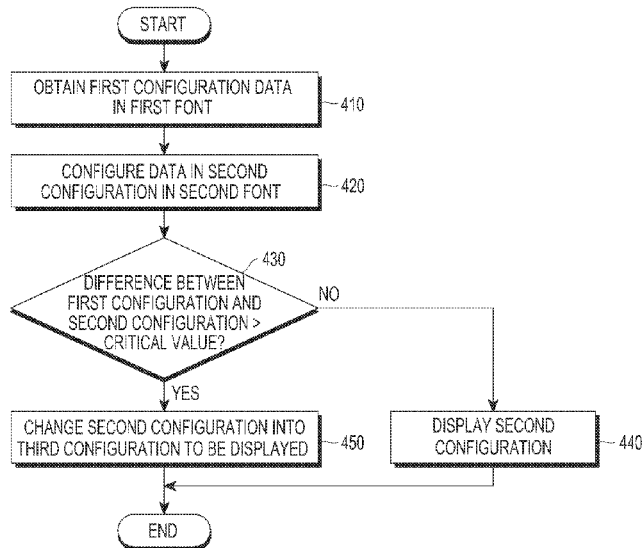 START
OBTAIN FIRST CONFIGURATION DATA
IN FIRST FONT
410
CONFIGURE DATA IN SECOND
CONFIGURATION IN SECOND FONT
420
430
DIFFERENCE BETWEEN
FIRST CONFIGURATION AND
SECOND CONFIGURATION >
CRITICAL VALUE?
NO
YES
CHANGE SECOND CONFIGURATION INTO
THIRD CONFIGURATION TO BE DISPLAYED
450
DISPLAY SECOND
CONFIGURATION
440
END